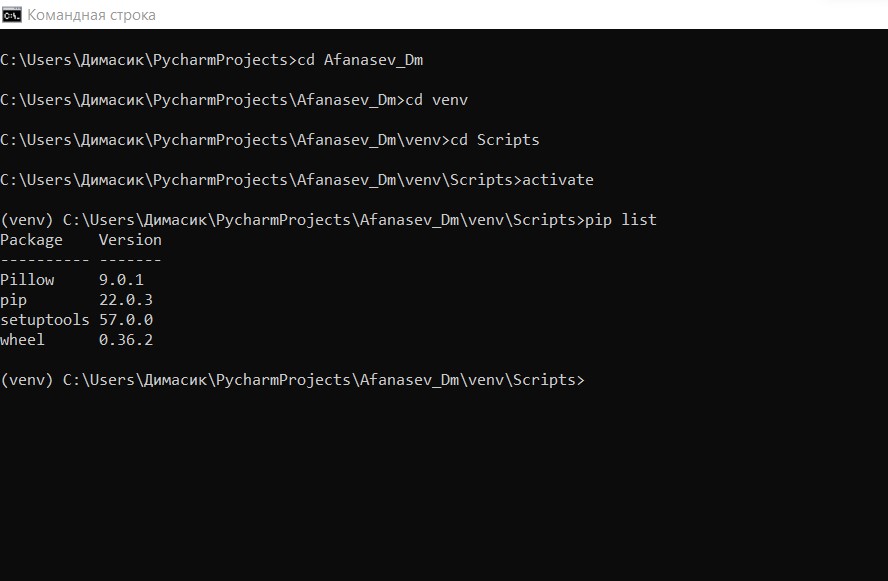 Командная строка
C:\Users\Димасик\PycharmProjects>cd Afanasev_Dm
C:\Users\Димасик\PycharmProjects\Afanasev_Dm>cd venv
C:\Users\Димасик\PycharmProjects\Afanasev_Dm\venv>cd Scripts
C:\Users\Димасик\PycharmProjects\Afanasev_Dm\venv\Scripts>activate
(venv) C:\Users\Димасик\PycharmProjects\Afanasev_Dm\venv\Scripts>pip list
Package    Version
---------- -------
Pillow     9.0.1
pip        22.0.3
setuptools 57.0.0
wheel      0.36.2
(venv) C:\Users\Димасик\PycharmProjects\Afanasev_Dm\venv\Scripts>